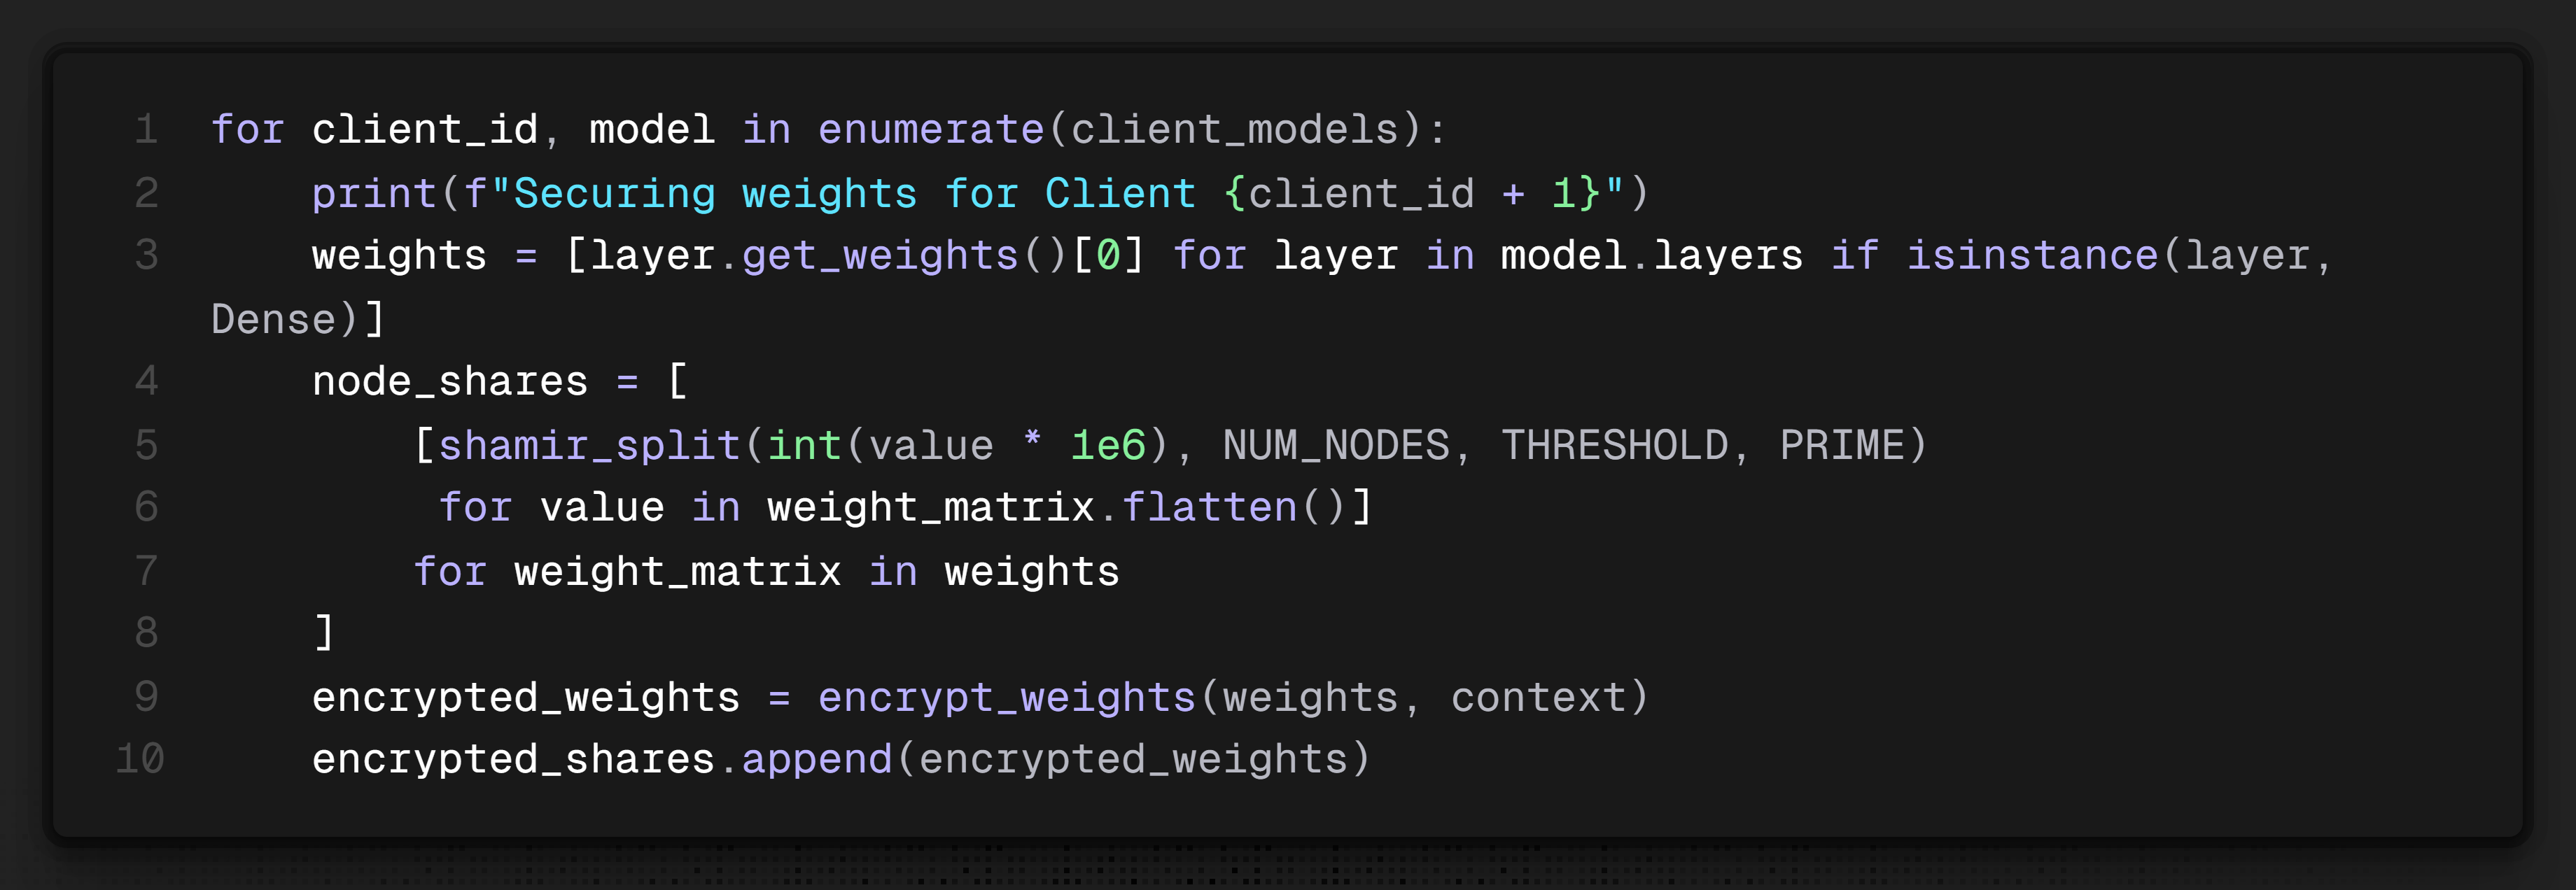 1 for client_id, model in enumerate(client_models):
2     print(f"Securing weights for Client {client_id + 1}")
3     weights = [layer.get_weights()[0] for layer in model.layers if isinstance(layer,
Dense)]
4     node_shares = [
5         [shamir_split(int(value * 1e6), NUM_NODES, THRESHOLD, PRIME)
6          for value in weight_matrix.flatten()]
7         for weight_matrix in weights
8     ]
9     encrypted_weights = encrypt_weights(weights, context)
10     encrypted_shares.append(encrypted_weights)